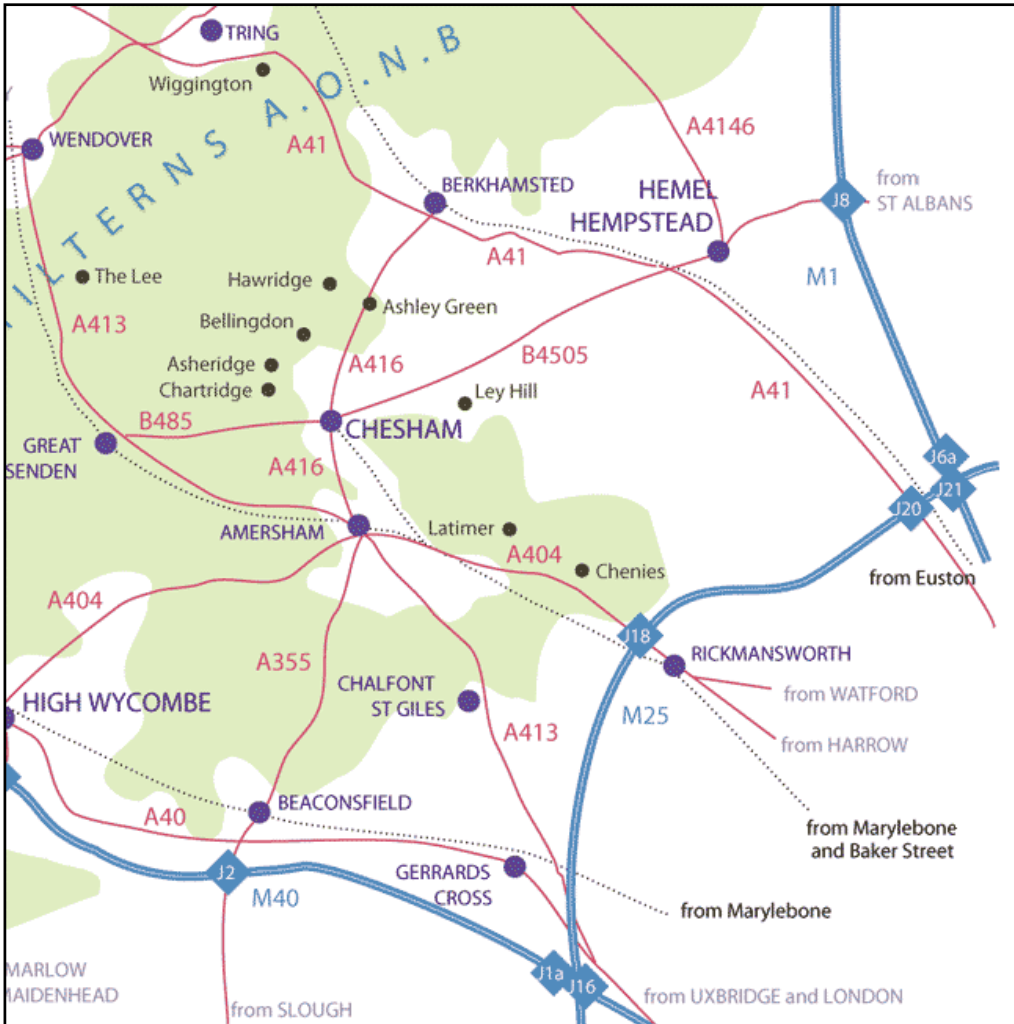 TRING
Wiggington
CHILTERNS A.O.N.B
WENDOVER
A41
A4146
BERKHAMSTED
HEMEL
HEMPSTEAD
J8
from
ST ALBANS
The Lee
Hawridge
A41
M1
Ashley Green
Bellingdon
A413
A416
B4505
Asheridge
Chartridge
Ley Hill
A41
B485
CHESHAM
GREAT
SENDEN
A416
J6a
J21
J20
AMERSHAM
Latimer
A404
Chenies
from Euston
A404
J18
RICKMANSWORTH
A355
CHALFONT
ST GILES
from WATFORD
HIGH WYCOMBE
M25
A413
from HARROW
BEACONSFIELD
A40
from Marylebone
and Baker Street
J2
GERRARDS
CROSS
M40
from Marylebone
MARLOW
MAIDENHEAD
J1a
J16
from SLOUGH
from UXBRIDGE and LONDON